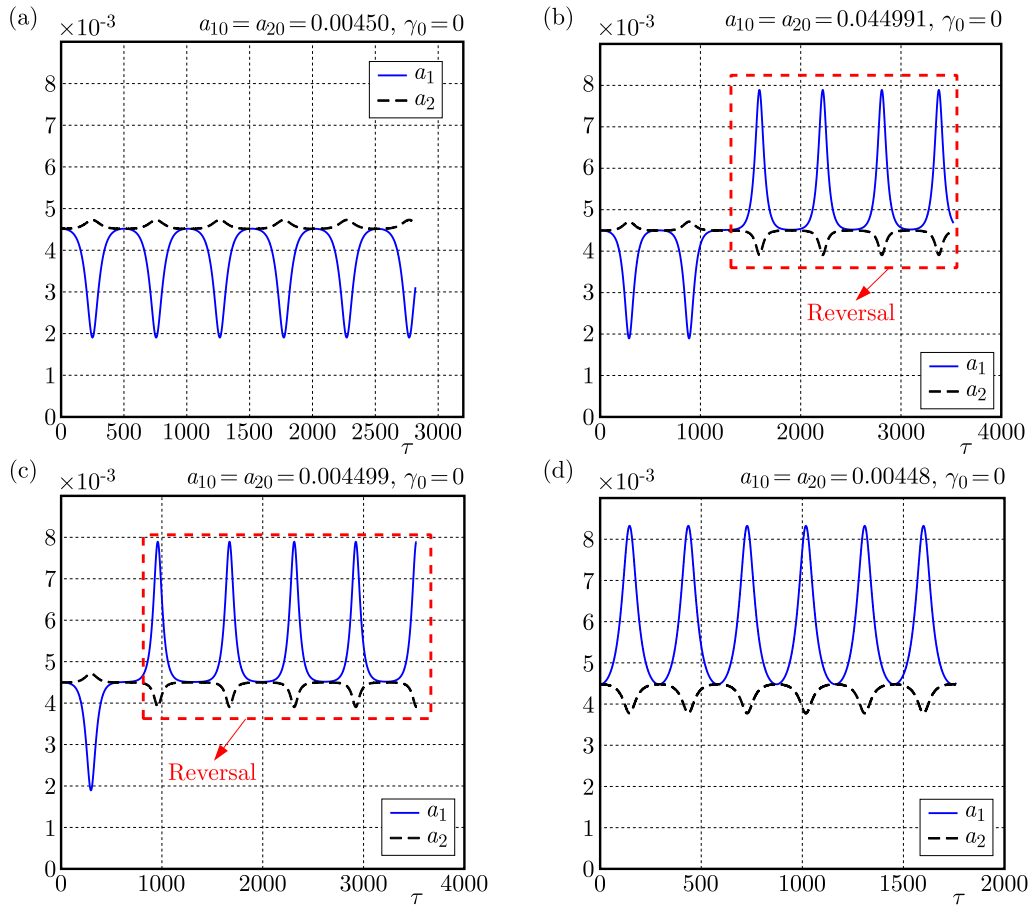 (a)
×10⁻³
a₁₀ = a₂₀ = 0.00450, γ₀ = 0
8
7
6
5
4
3
2
1
0
a₁
a₂
0 500 1000 1500 2000 2500 3000
τ
(b)
×10⁻³
a₁₀ = a₂₀ = 0.044991, γ₀ = 0
8
7
6
5
4
3
2
1
0
Reversal
a₁
a₂
0 1000 2000 3000 4000
τ
(c)
×10⁻³
a₁₀ = a₂₀ = 0.004499, γ₀ = 0
8
7
6
5
4
3
2
1
0
Reversal
a₁
a₂
0 1000 2000 3000 4000
τ
(d)
×10⁻³
a₁₀ = a₂₀ = 0.00448, γ₀ = 0
8
7
6
5
4
3
2
1
0
a₁
a₂
0 500 1000 1500 2000
τ